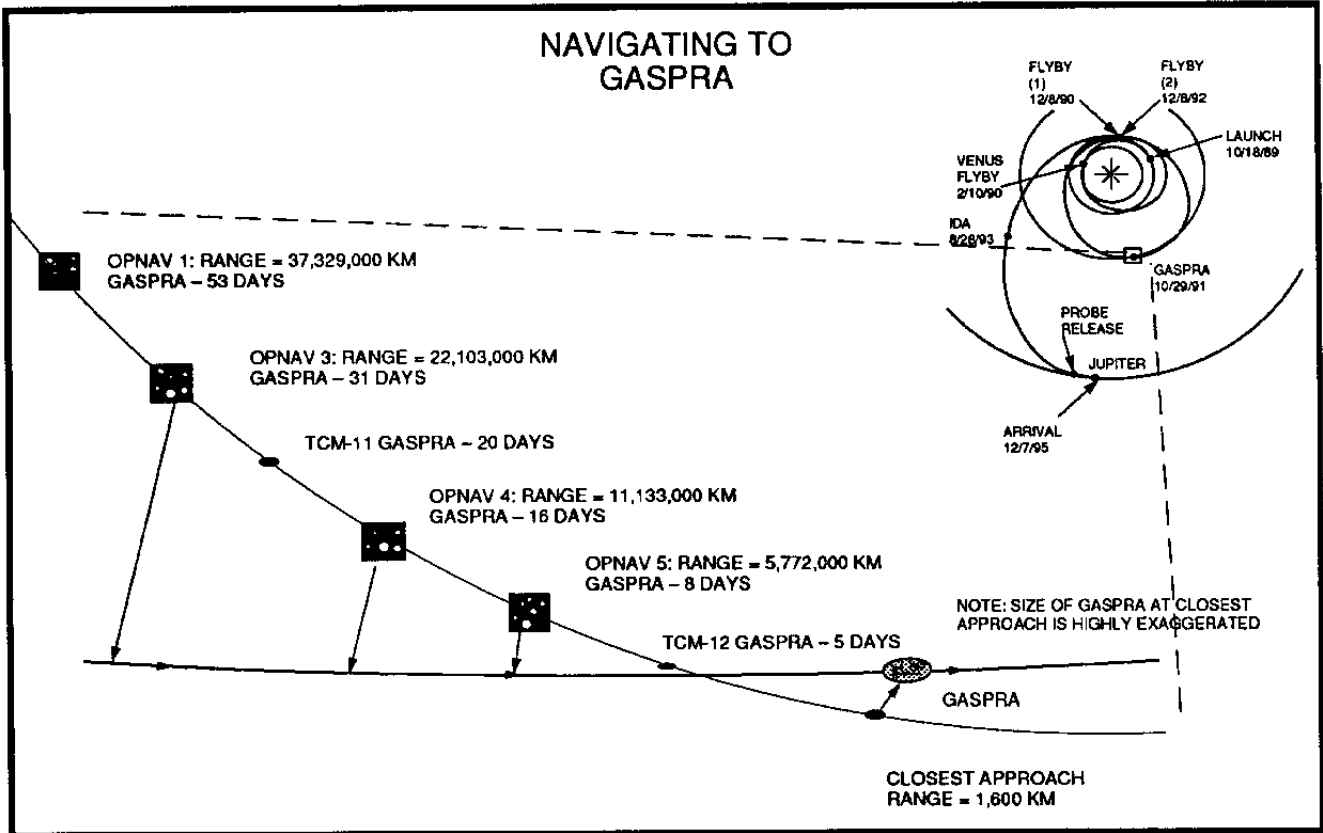 NAVIGATING TO
GASPRA
FLYBY
(1)
12/8/90
FLYBY
(2)
12/8/92
LAUNCH
10/18/89
VENUS
FLYBY
2/10/90
IDA
8/28/93
GASPRA
10/29/91
PROBE
RELEASE
JUPITER
ARRIVAL
12/7/95
OPNAV 1: RANGE = 37,329,000 KM
GASPRA – 53 DAYS
OPNAV 3: RANGE = 22,103,000 KM
GASPRA – 31 DAYS
TCM-11 GASPRA – 20 DAYS
OPNAV 4: RANGE = 11,133,000 KM
GASPRA – 16 DAYS
OPNAV 5: RANGE = 5,772,000 KM
GASPRA – 8 DAYS
NOTE: SIZE OF GASPRA AT CLOSEST
APPROACH IS HIGHLY EXAGGERATED
TCM-12 GASPRA – 5 DAYS
GASPRA
CLOSEST APPROACH
RANGE = 1,600 KM